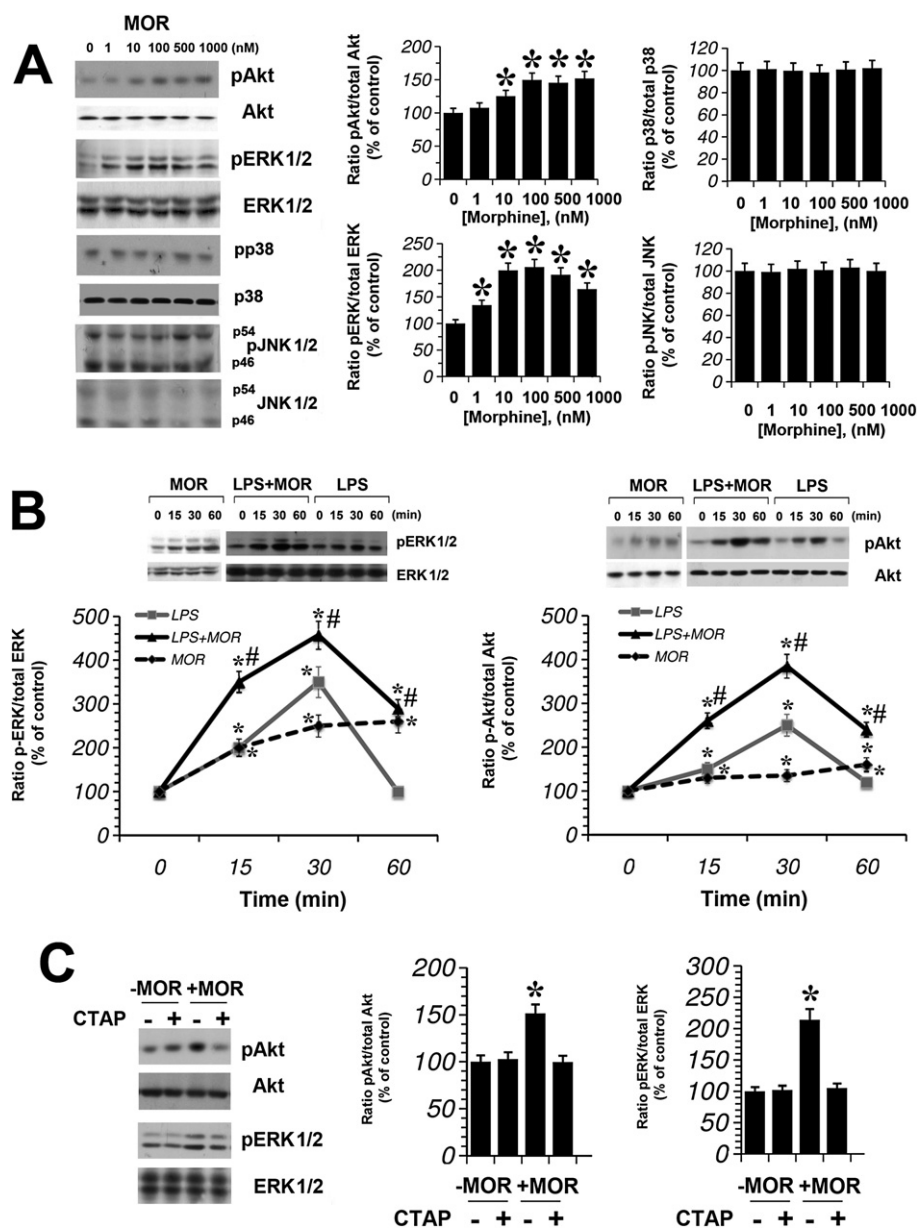 A
MOR
0 1 10 100 500 1000 (nM)
pAkt
Akt
pERK1/2
ERK1/2
pp38
p38
p54
pJNK1/2
p46
p54
JNK1/2
p46
Ratio pAkt/total Akt
(% of control)
200
150
100
50
0
* * * *
0 1 10 100 500 1000
[Morphine], (nM)
Ratio p38/total p38
(% of control)
120
100
80
60
40
20
0
0 1 10 100 500 1000
[Morphine], (nM)
Ratio pERK/total ERK
(% of control)
250
200
150
100
50
0
* * * * *
0 1 10 100 500 1000
[Morphine], (nM)
Ratio pJNK/total JNK
(% of control)
120
100
80
60
40
20
0
0 1 10 100 500 1000
[Morphine], (nM)
B
MOR LPS+MOR LPS
0 15 30 60 0 15 30 60 0 15 30 60 (min)
pERK1/2
ERK1/2
Ratio p-ERK/total ERK
(% of control)
500
400
300
200
100
0
LPS
LPS+MOR
MOR
*# *# *#
* * * * *
0 15 30 60
Time (min)
MOR LPS+MOR LPS
0 15 30 60 0 15 30 60 0 15 30 60 (min)
pAkt
Akt
Ratio p-Akt/total Akt
(% of control)
500
400
300
200
100
0
LPS
LPS+MOR
MOR
*# *# *#
* * * * * *
0 15 30 60
Time (min)
C
-MOR +MOR
CTAP - + - +
pAkt
Akt
pERK1/2
ERK1/2
Ratio pAkt/total Akt
(% of control)
200
150
100
50
0
*
-MOR +MOR
CTAP - + - +
Ratio pERK/total ERK
(% of control)
300
250
200
150
100
50
0
*
-MOR +MOR
CTAP - + - +